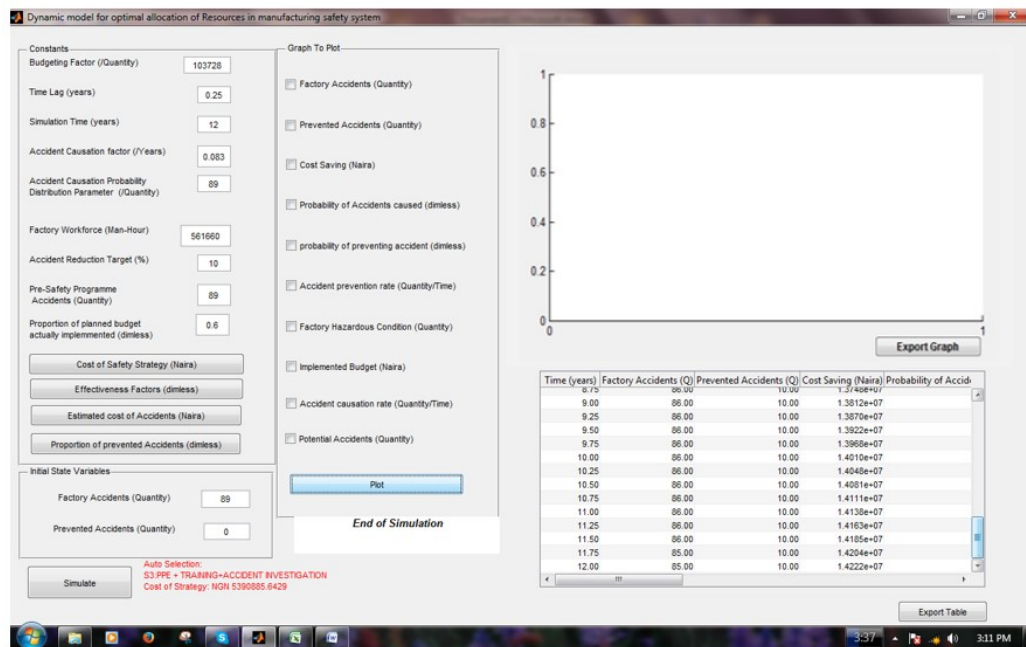 Dynamic model for optimal allocation of Resources in manufacturing safety system
Constants
Budgeting Factor (/Quantity) 103728
Time Lag (years) 0.25
Simulation Time (years) 12
Accident Causation factor (/Years) 0.083
Accident Causation Probability
Distribution Parameter (/Quantity) 89
Factory Workforce (Man-Hour) 561660
Accident Reduction Target (%) 10
Pre-Safety Programme
Accidents (Quantity) 89
Proportion of planned budget
actually implemmented (dimless) 0.6
Cost of Safety Strategy (Naira)
Effectiveness Factors (dimless)
Estimated cost of Accidents (Naira)
Proportion of prevented Accidents (dimless)
Initial State Variables
Factory Accidents (Quantity) 89
Prevented Accidents (Quantity) 0
Simulate
Auto Selection:
S3:PPE + TRAINING+ACCIDENT INVESTIGATION
Cost of Strategy: NGN 5390885.6429
Graph To Plot
Factory Accidents (Quantity)
Prevented Accidents (Quantity)
Cost Saving (Naira)
Probability of Accidents caused (dimless)
probability of preventing accident (dimless)
Accident prevention rate (Quantity/Time)
Factory Hazardous Condition (Quantity)
Implemented Budget (Naira)
Accident causation rate (Quantity/Time)
Potential Accidents (Quantity)
Plot
End of Simulation
1
0.8
0.6
0.4
0.2
0
0 1
Export Graph
Time (years) Factory Accidents (Q) Prevented Accidents (Q) Cost Saving (Naira) Probability of Accid
8.75 86.00 10.00 1.3748e+07
9.00 86.00 10.00 1.3812e+07
9.25 86.00 10.00 1.3870e+07
9.50 86.00 10.00 1.3922e+07
9.75 86.00 10.00 1.3968e+07
10.00 86.00 10.00 1.4010e+07
10.25 86.00 10.00 1.4048e+07
10.50 86.00 10.00 1.4081e+07
10.75 86.00 10.00 1.4111e+07
11.00 86.00 10.00 1.4138e+07
11.25 86.00 10.00 1.4163e+07
11.50 86.00 10.00 1.4185e+07
11.75 85.00 10.00 1.4204e+07
12.00 85.00 10.00 1.4222e+07
Export Table
3:37 3:11 PM